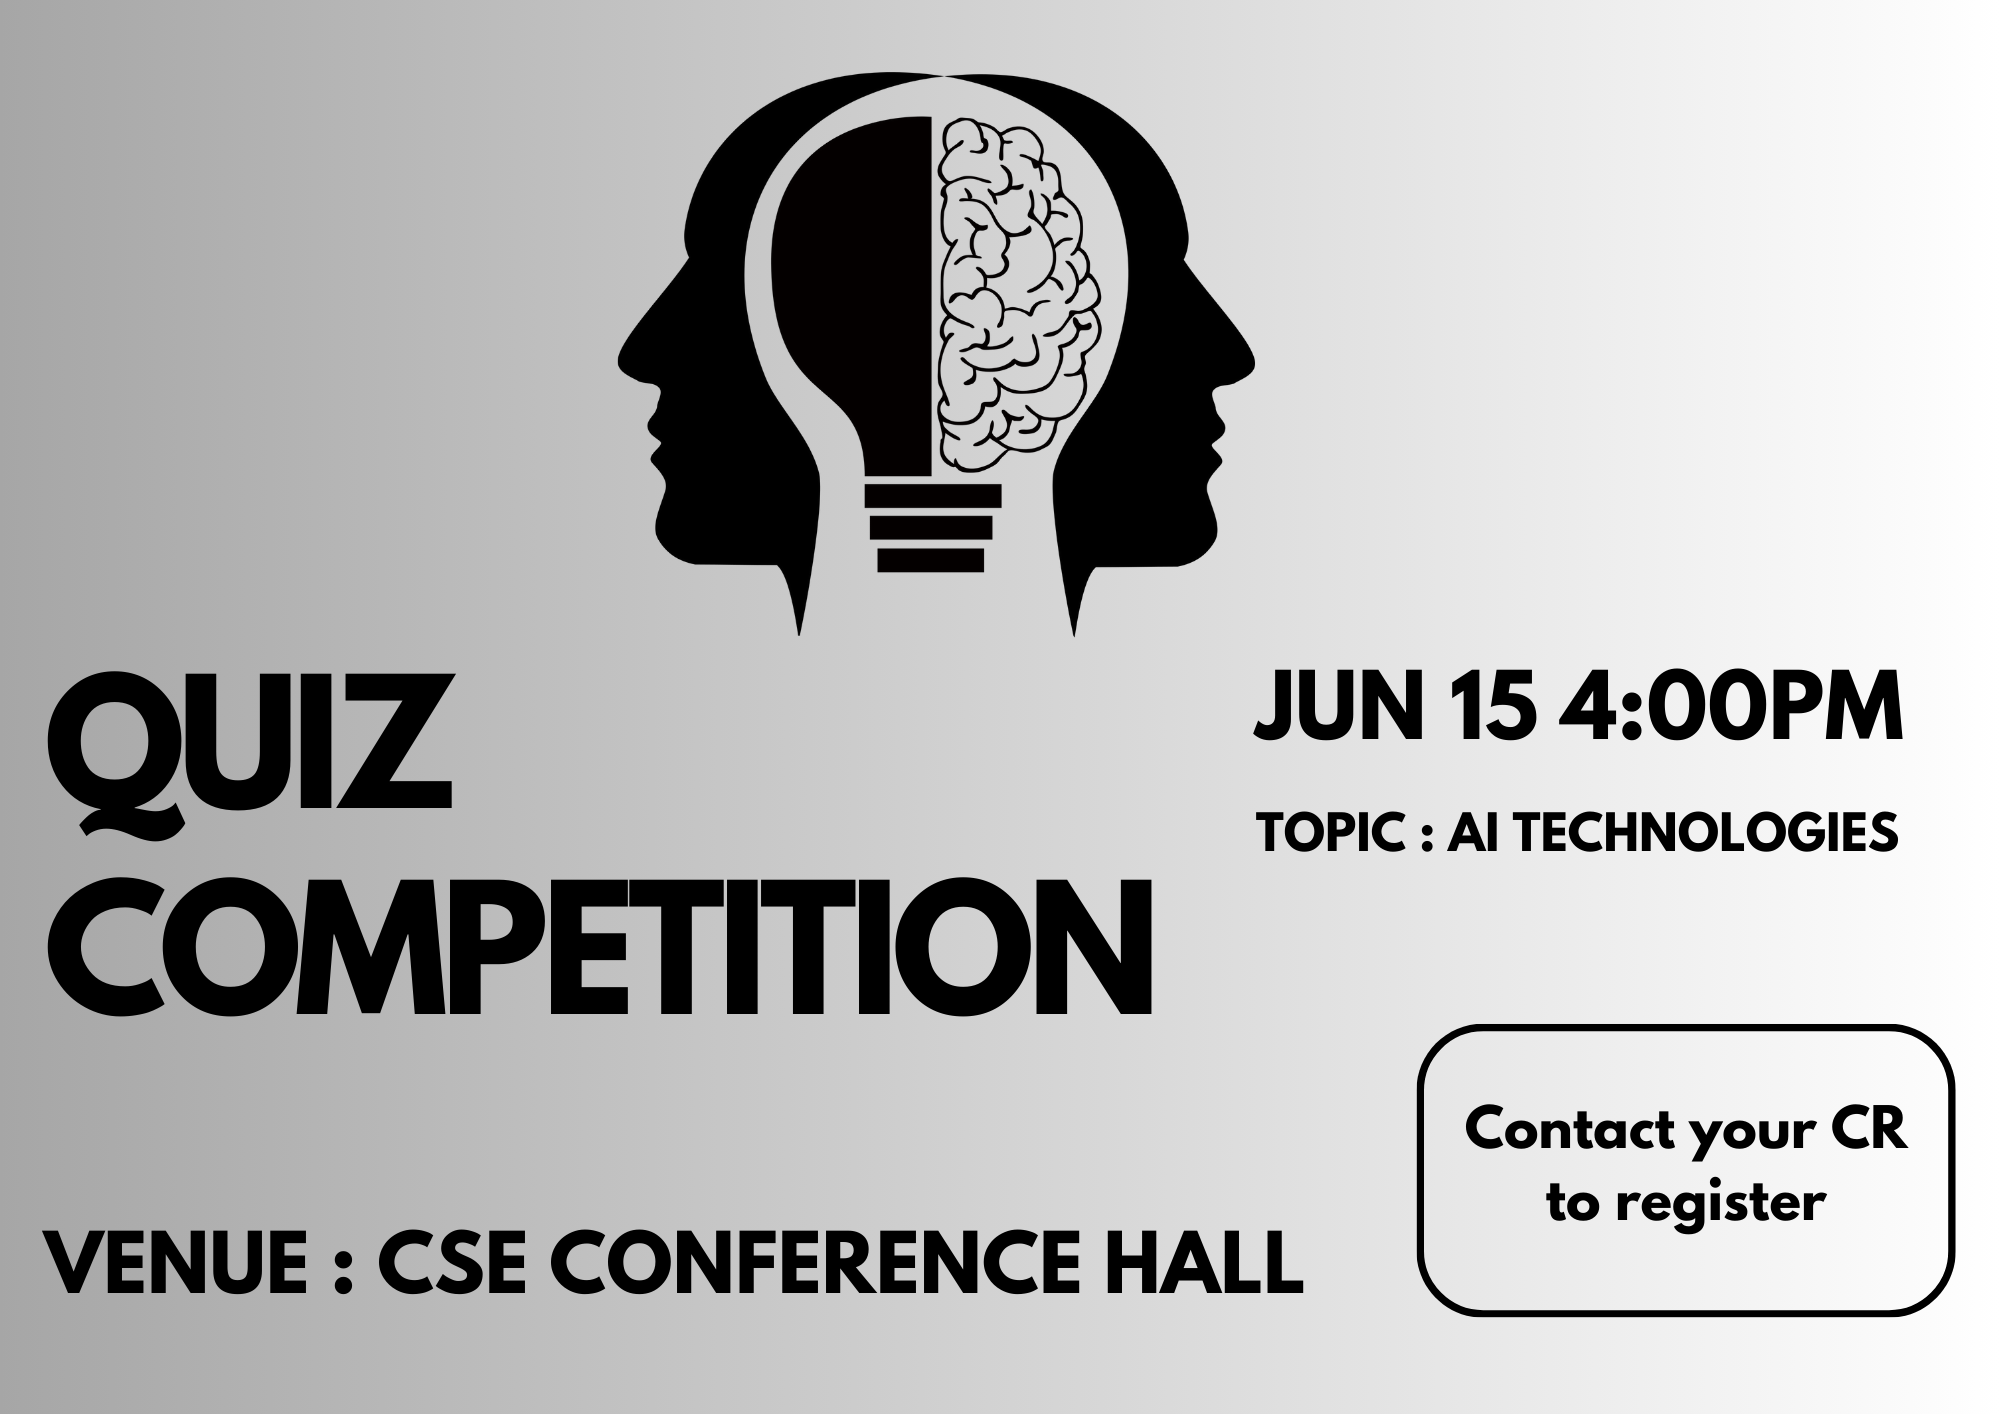 QUIZ
COMPETITION
JUN 15 4:00PM
TOPIC : AI TECHNOLOGIES
Contact your CR
to register
VENUE : CSE CONFERENCE HALL